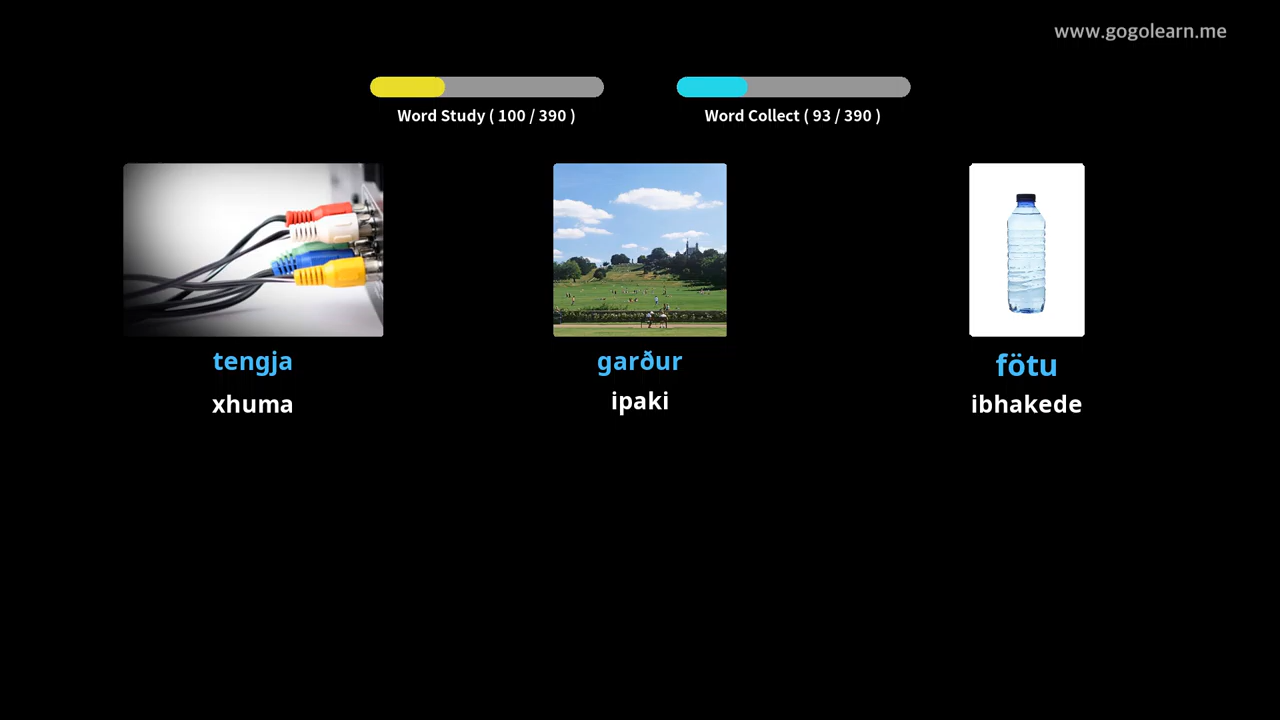 www.gogolearn.me
Word Study ( 100 / 390 )
Word Collect ( 93 / 390 )
tengja
xhuma
garður
ipaki
fötu
ibhakede